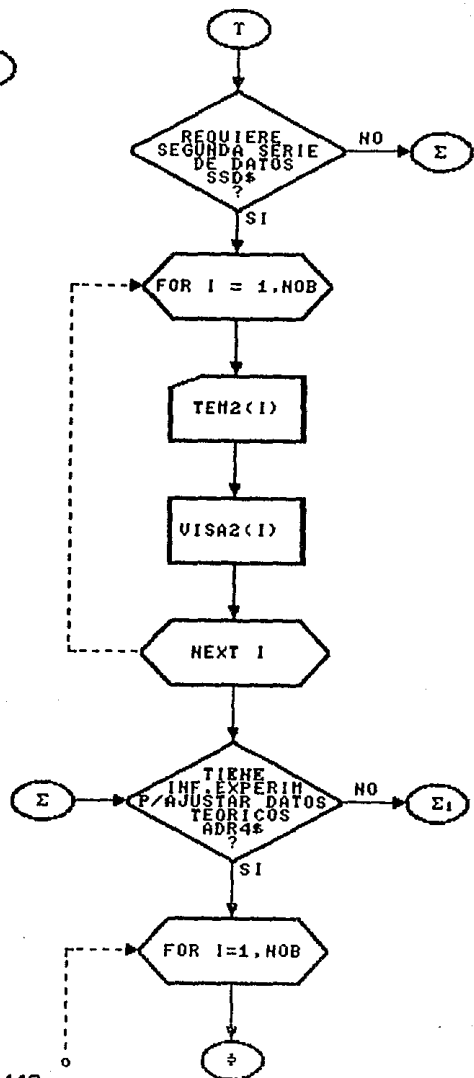 Υ
REQUIERE
SEGUNDA SERIE
DE DATOS
SSD$
?
NO
Σ
SI
FOR I = 1,NOB
TEM2(I)
VISA2(I)
NEXT I
Σ
TIENE
INF.EXPERIM
P/AJUSTAR DATOS
TEORICOS
ADR4$
?
NO
Σ1
SI
FOR I=1,NOB